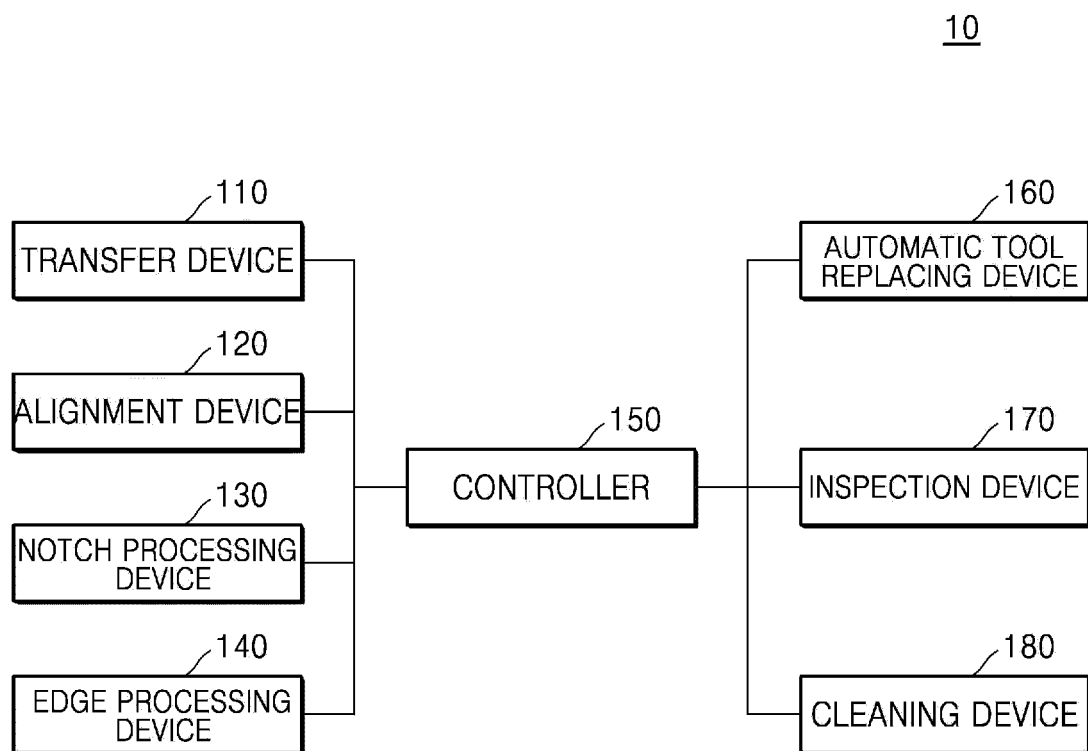 10
110
TRANSFER DEVICE
120
ALIGNMENT DEVICE
130
NOTCH PROCESSING
DEVICE
140
EDGE PROCESSING
DEVICE
150
CONTROLLER
160
AUTOMATIC TOOL
REPLACING DEVICE
170
INSPECTION DEVICE
180
CLEANING DEVICE